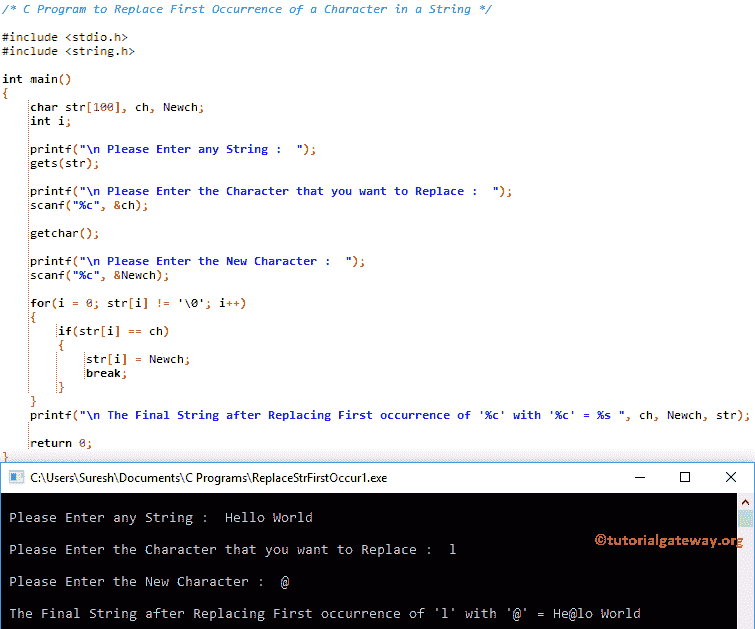 /* C Program to Replace First Occurrence of a Character in a String */
#include <stdio.h>
#include <string.h>
int main()
{
char str[100], ch, Newch;
int i;
printf("\n Please Enter any String :  ");
gets(str);
printf("\n Please Enter the Character that you want to Replace :  ");
scanf("%c", &ch);
getchar();
printf("\n Please Enter the New Character :  ");
scanf("%c", &Newch);
for(i = 0; str[i] != '\0'; i++)
{
if(str[i] == ch)
{
str[i] = Newch;
break;
}
}
printf("\n The Final String after Replacing First occurrence of '%c' with '%c' = %s ", ch, Newch, str);
return 0;
}
C:\Users\Suresh\Documents\C Programs\ReplaceStrFirstOccur1.exe
Please Enter any String :  Hello World
©tutorialgateway.org
Please Enter the Character that you want to Replace :  l
Please Enter the New Character :  @
The Final String after Replacing First occurrence of 'l' with '@' = He@lo World